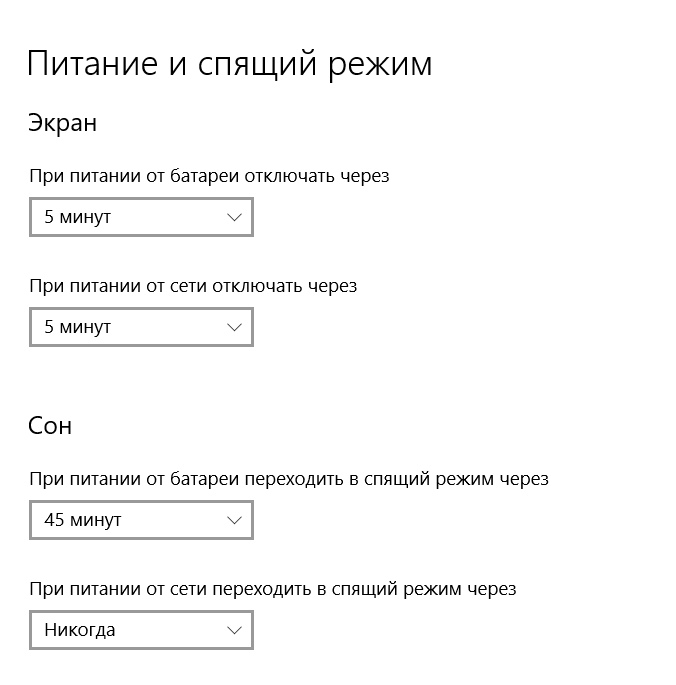 Питание и спящий режим
Экран
При питании от батареи отключать через
5 минут
При питании от сети отключать через
5 минут
Сон
При питании от батареи переходить в спящий режим через
45 минут
При питании от сети переходить в спящий режим через
Никогда